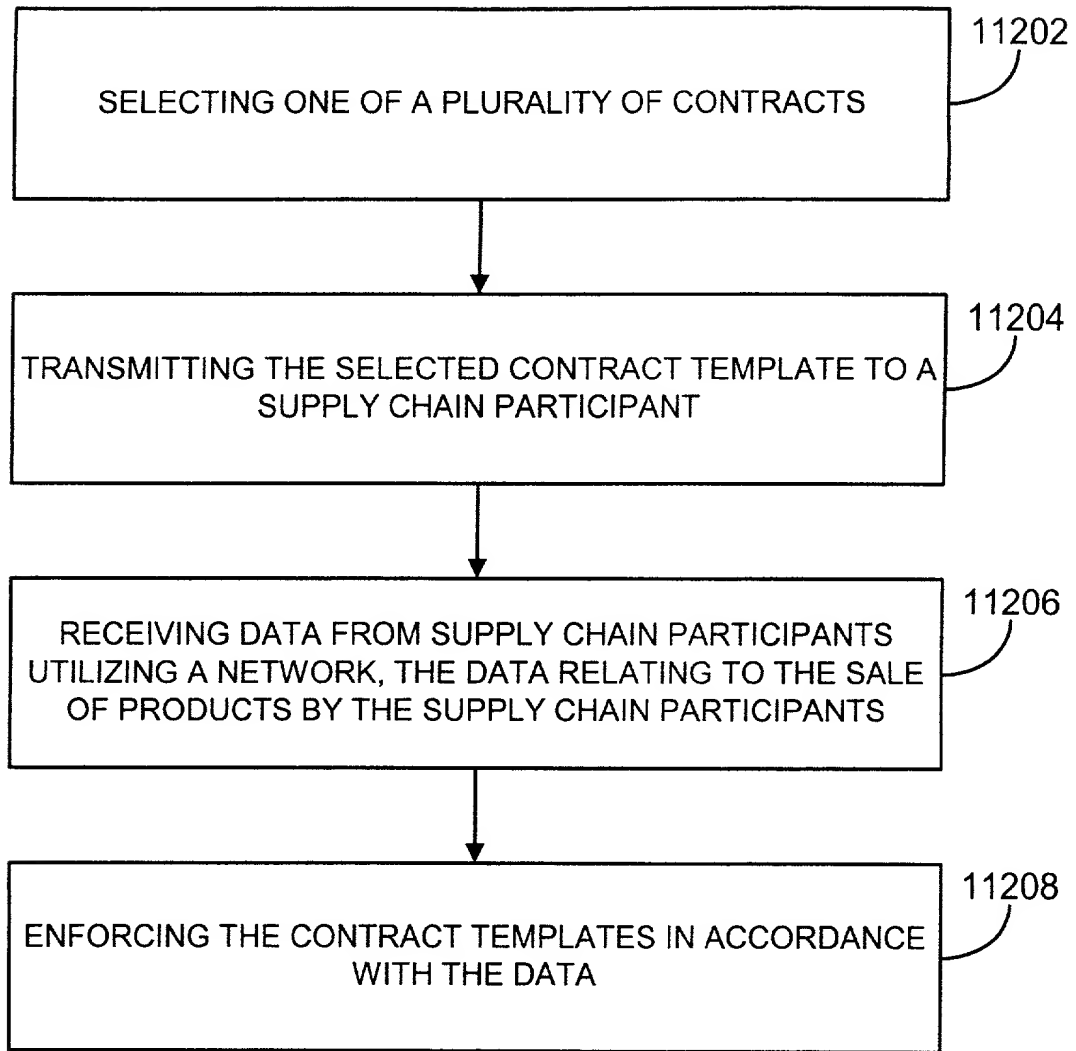 11202
SELECTING ONE OF A PLURALITY OF CONTRACTS
11204
TRANSMITTING THE SELECTED CONTRACT TEMPLATE TO A
SUPPLY CHAIN PARTICIPANT
11206
RECEIVING DATA FROM SUPPLY CHAIN PARTICIPANTS
UTILIZING A NETWORK, THE DATA RELATING TO THE SALE
OF PRODUCTS BY THE SUPPLY CHAIN PARTICIPANTS
11208
ENFORCING THE CONTRACT TEMPLATES IN ACCORDANCE
WITH THE DATA